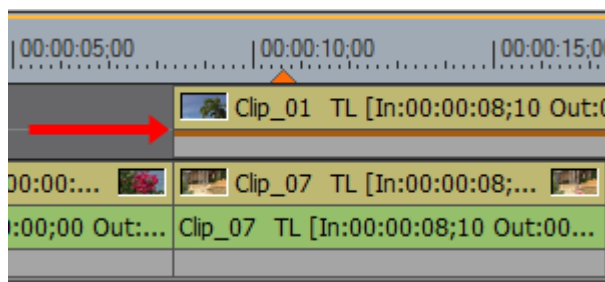 00:00:05;00 00:00:10;00 00:00:15;0
Clip_01 TL [In:00:00:08;10 Out:(
00:00:... Clip_07 TL [In:00:00:08;...
:00;00 Out:... Clip_07 TL [In:00:00:08;10 Out:00...